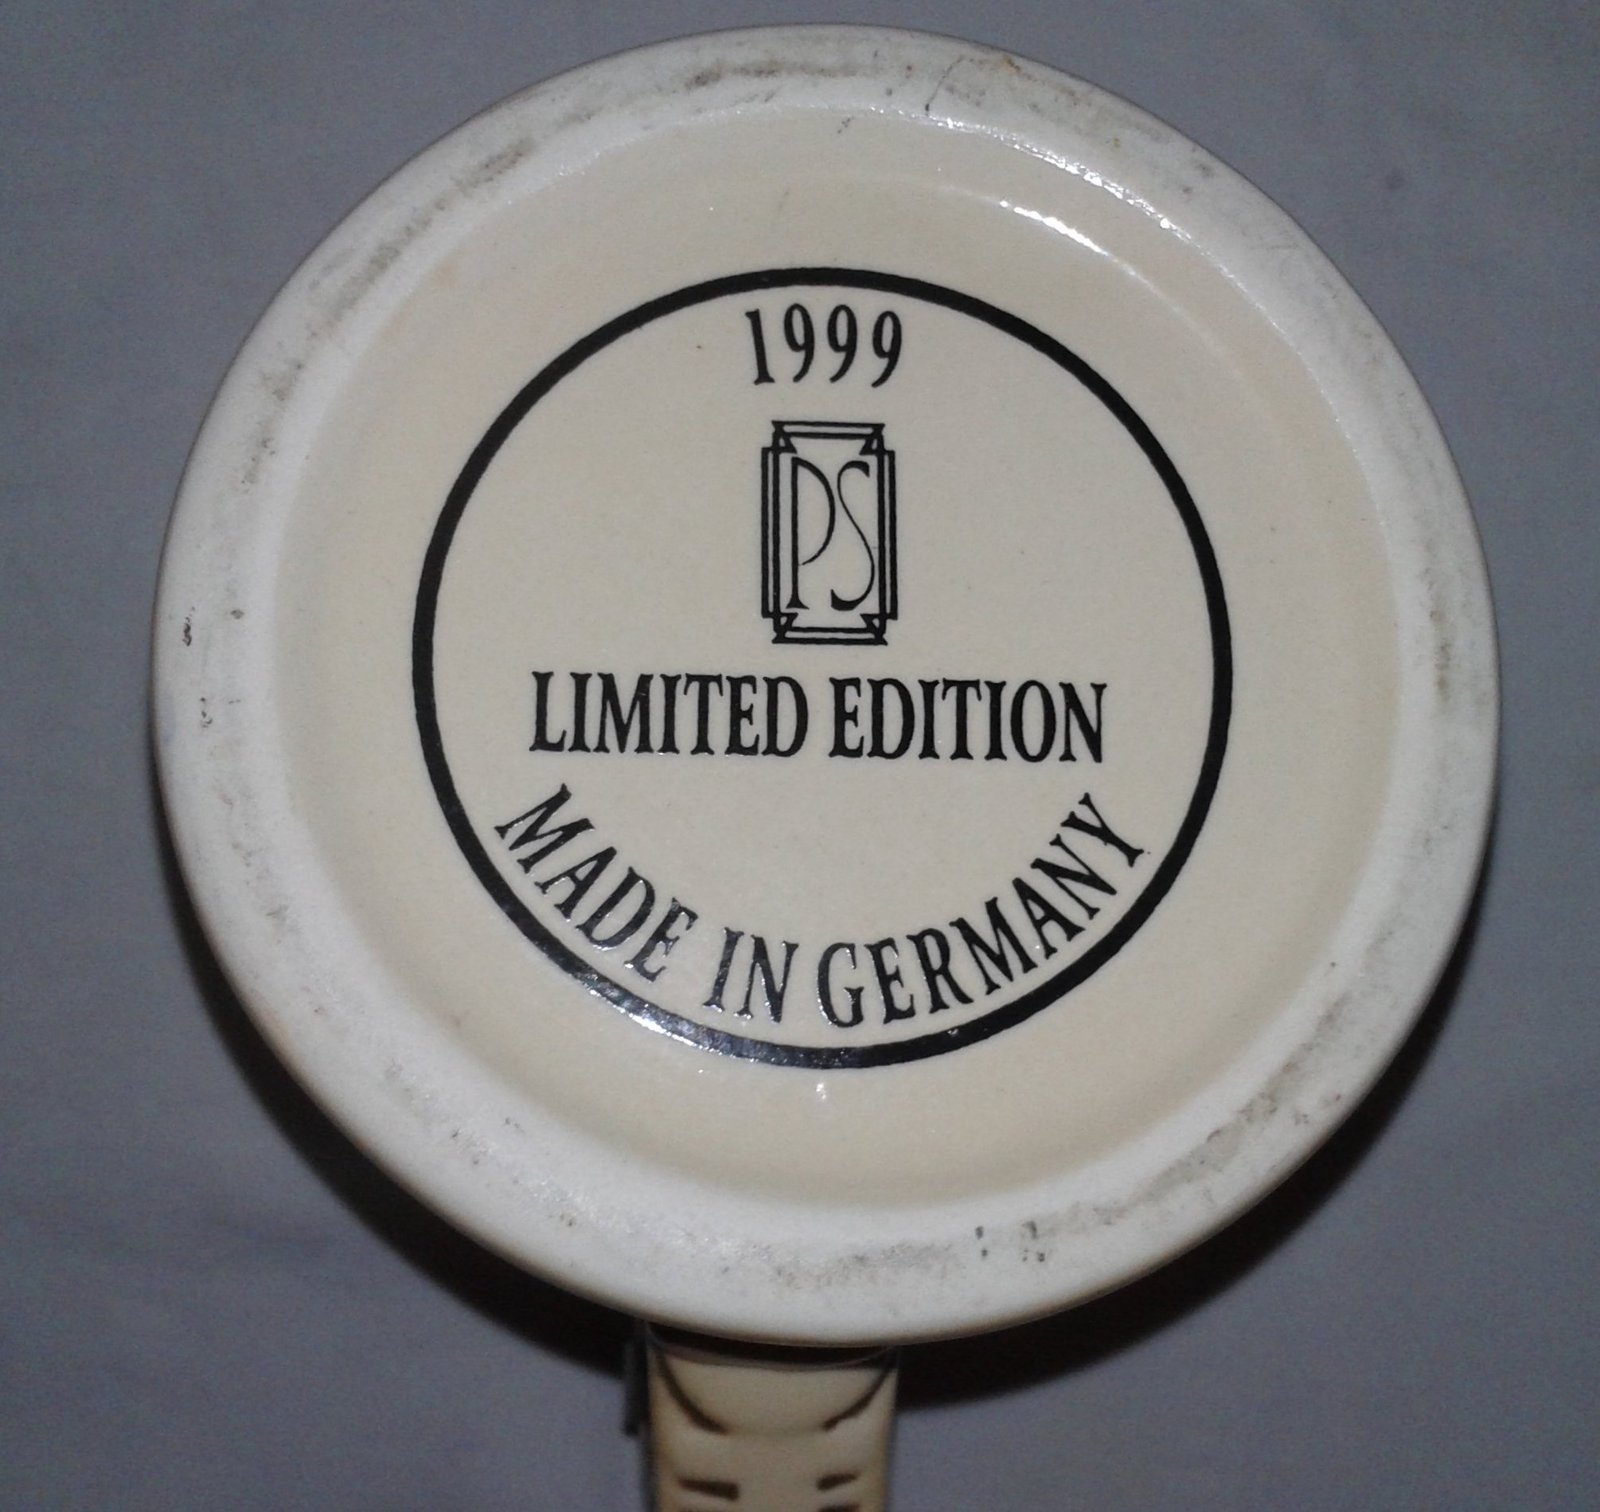 1999
PS
LIMITED EDITION
MADE IN GERMANY